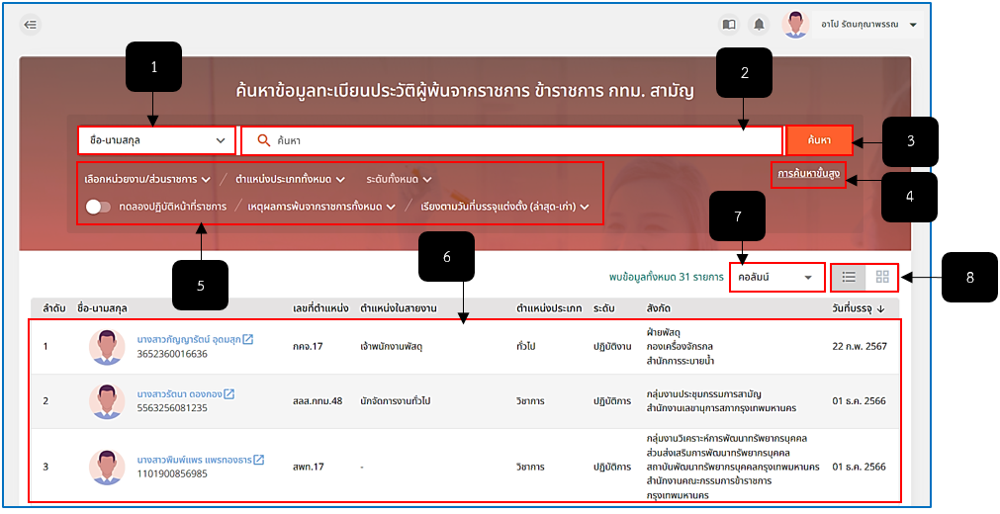 อาโป รัตนกุณาพรรณ
1
2
ค้นหาข้อมูลทะเบียนประวัติผู้พ้นจากราชการ ข้าราชการ กทม. สามัญ
ชื่อ-นามสกุล
ค้นหา
ค้นหา
3
เลือกหน่วยงาน/ส่วนราชการ / ตำแหน่งประเภททั้งหมด ระดับทั้งหมด
การค้นหาขั้นสูง
4
ทดลองปฏิบัติหน้าที่ราชการ / เหตุผลการพ้นจากราชการทั้งหมด / เรียงตามวันที่บรรจุแต่งตั้ง (ล่าสุด-เก่า)
7
5
6
8
พบข้อมูลทั้งหมด 31 รายการ
คอลัมน์
ลำดับ ชื่อ-นามสกุล เลขที่ตำแหน่ง ตำแหน่งในสายงาน ตำแหน่งประเภท ระดับ สังกัด วันที่บรรจุ
1 นางสาวกัญญารัตน์ อุดมสุก
3652360016636
กคจ.17 เจ้าพนักงานพัสดุ ทั่วไป ปฏิบัติงาน
ฝ่ายพัสดุ
กองเครื่องจักรกล
สำนักการระบายน้ำ
22 ก.พ. 2567
2 นางสาวรัตนา ดองกอง
5563256081235
สลส.กทม.48 นักจัดการงานทั่วไป วิชาการ ปฏิบัติการ
กลุ่มงานประชุมกรรมการสามัญ
สำนักงานเลขานุการสภากรุงเทพมหานคร
01 ธ.ค. 2566
3 นางสาวพิมพ์แพร แพรทองธาร
1101900856985
สพท.17 - วิชาการ ปฏิบัติการ
กลุ่มงานวิเคราะห์การพัฒนาทรัพยากรบุคคล
ส่วนส่งเสริมการพัฒนาทรัพยากรบุคคล
สถาบันพัฒนาทรัพยากรบุคคลกรุงเทพมหานคร
สำนักงานคณะกรรมการข้าราชการ
กรุงเทพมหานคร
01 ธ.ค. 2566